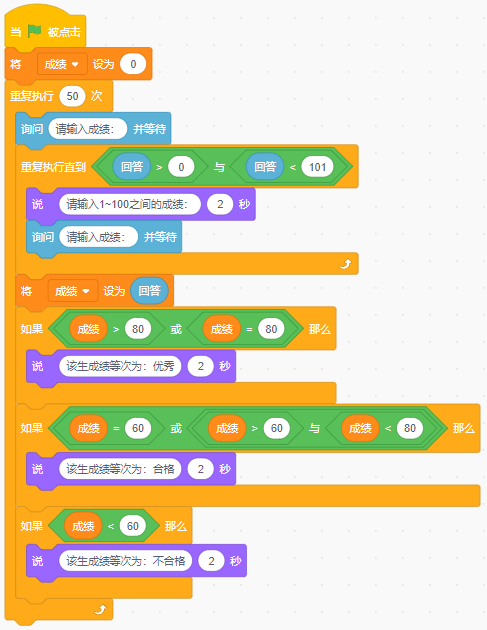 当 被点击
将 成绩 设为 0
重复执行 50 次
询问 请输入成绩： 并等待
重复执行直到 回答 > 0 与 回答 < 101
说 请输入1~100之间的成绩： 2 秒
询问 请输入成绩： 并等待
将 成绩 设为 回答
如果 成绩 > 80 或 成绩 = 80 那么
说 该生成绩等次为：优秀 2 秒
如果 成绩 = 60 或 成绩 > 60 与 成绩 < 80 那么
说 该生成绩等次为：合格 2 秒
如果 成绩 < 60 那么
说 该生成绩等次为：不合格 2 秒